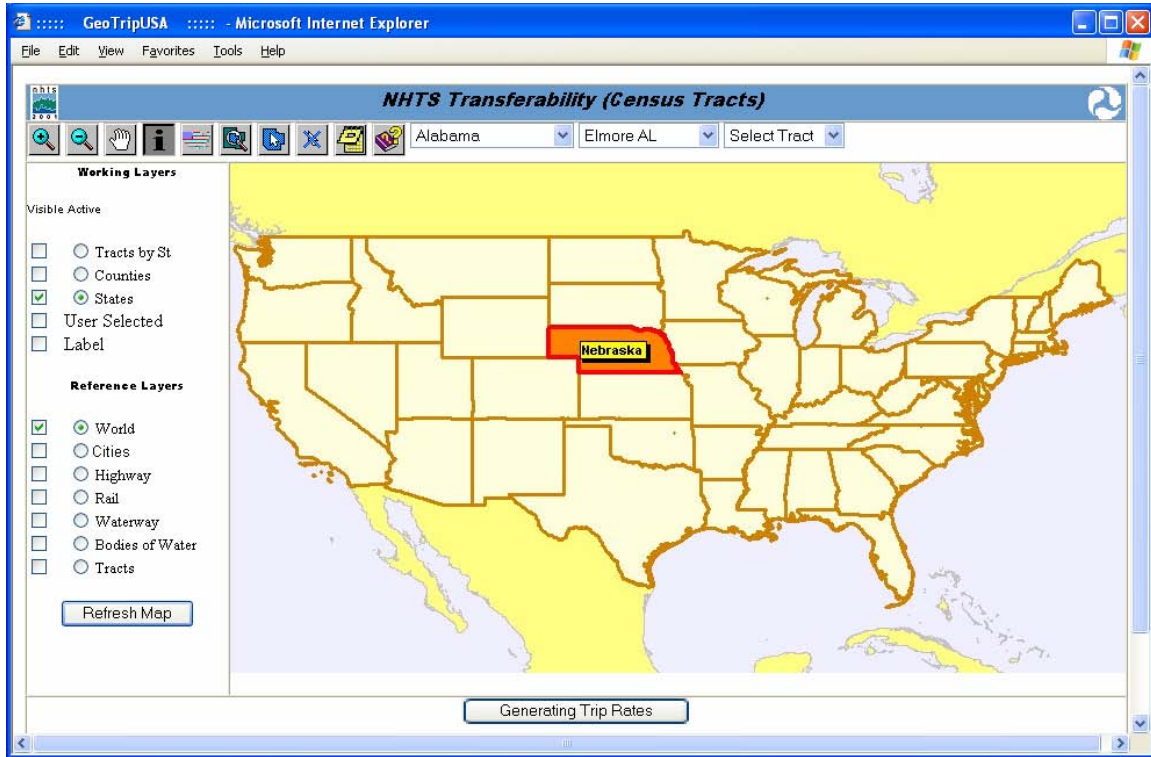 ::::: GeoTripUSA ::::: - Microsoft Internet Explorer
File Edit View Favorites Tools Help
nhts
2001
NHTS Transferability (Census Tracts)
Alabama Elmore AL Select Tract
Working Layers
Visible Active
Tracts by St
Counties
States
User Selected
Label
Reference Layers
World
Cities
Highway
Rail
Waterway
Bodies of Water
Tracts
Refresh Map
Nebraska
Generating Trip Rates